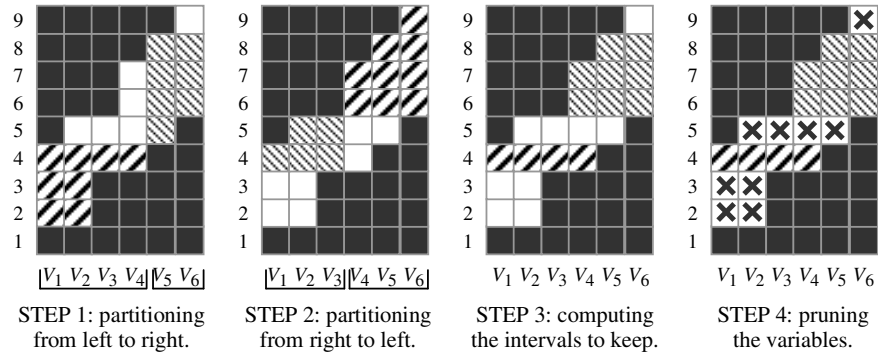 9 9 9 9
8 8 8 8
7 7 7 7
6 6 6 6
5 5 5 5
4 4 4 4
3 3 3 3
2 2 2 2
1 1 1 1
V1 V2 V3 V4 V5 V6 V1 V2 V3 V4 V5 V6 V1 V2 V3 V4 V5 V6 V1 V2 V3 V4 V5 V6
STEP 1: partitioning
from left to right.
STEP 2: partitioning
from right to left.
STEP 3: computing
the intervals to keep.
STEP 4: pruning
the variables.